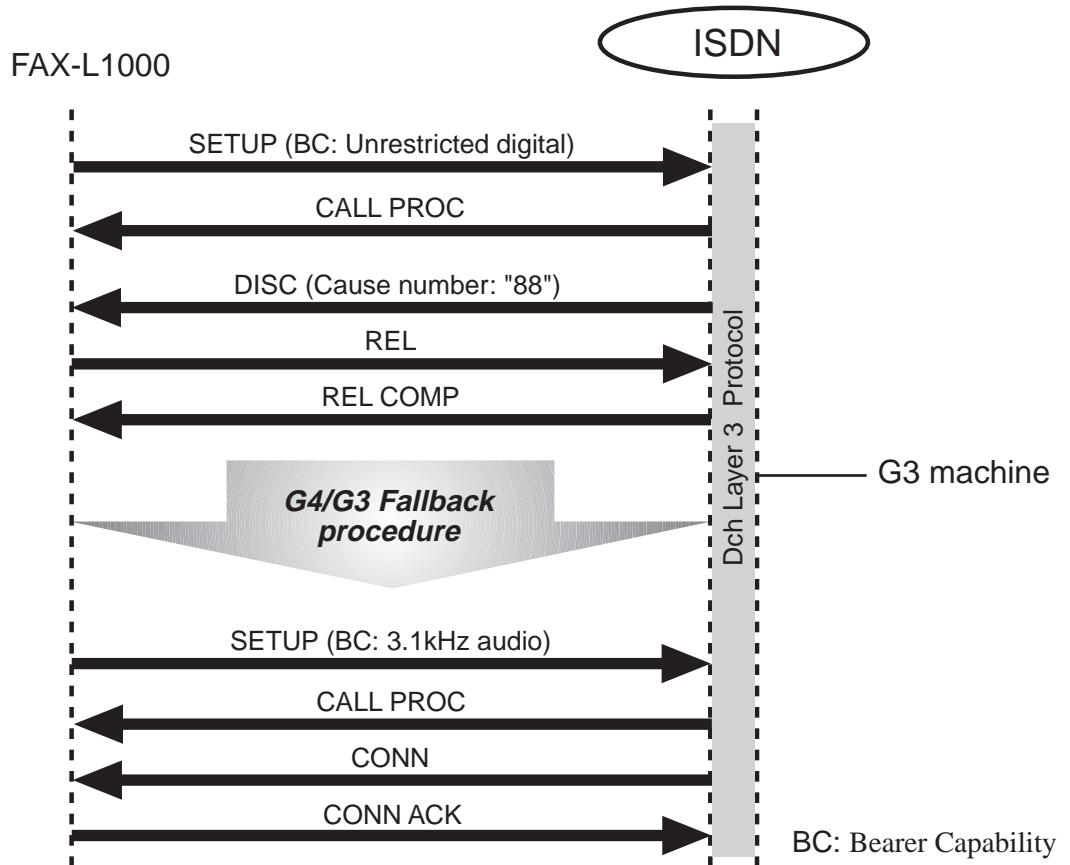 ISDN
FAX-L1000
SETUP (BC: Unrestricted digital)
CALL PROC
DISC (Cause number: "88")
REL
REL COMP
Dch Layer 3 Protocol
G3 machine
G4/G3 Fallback
procedure
SETUP (BC: 3.1kHz audio)
CALL PROC
CONN
CONN ACK
BC: Bearer Capability